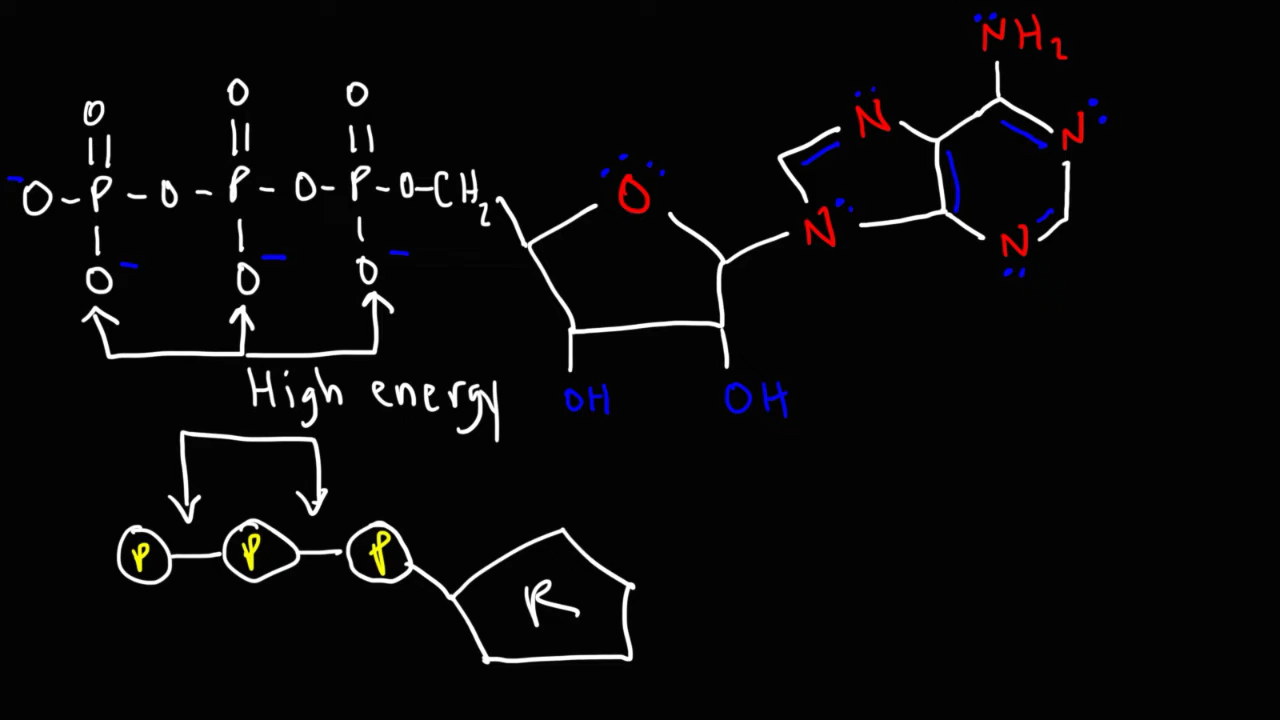 NH2
O O O
N N
⁻O-P-O-P-O-P-O-CH2 O
N N
O⁻ O⁻ O⁻
High energy OH OH
P P P
R